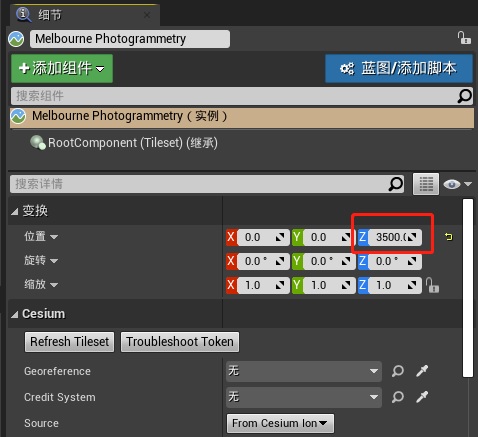 细节
Melbourne Photogrammetry
+添加组件 蓝图/添加脚本
搜索组件
Melbourne Photogrammetry（实例）
RootComponent (Tileset) (继承)
搜索详情
变换
位置 X 0.0 Y 0.0 Z 3500.0
旋转 X 0.0 ° Y 0.0 ° Z 0.0 °
缩放 X 1.0 Y 1.0 Z 1.0
Cesium
Refresh Tileset Troubleshoot Token
Georeference 无
Credit System 无
Source From Cesium Ion